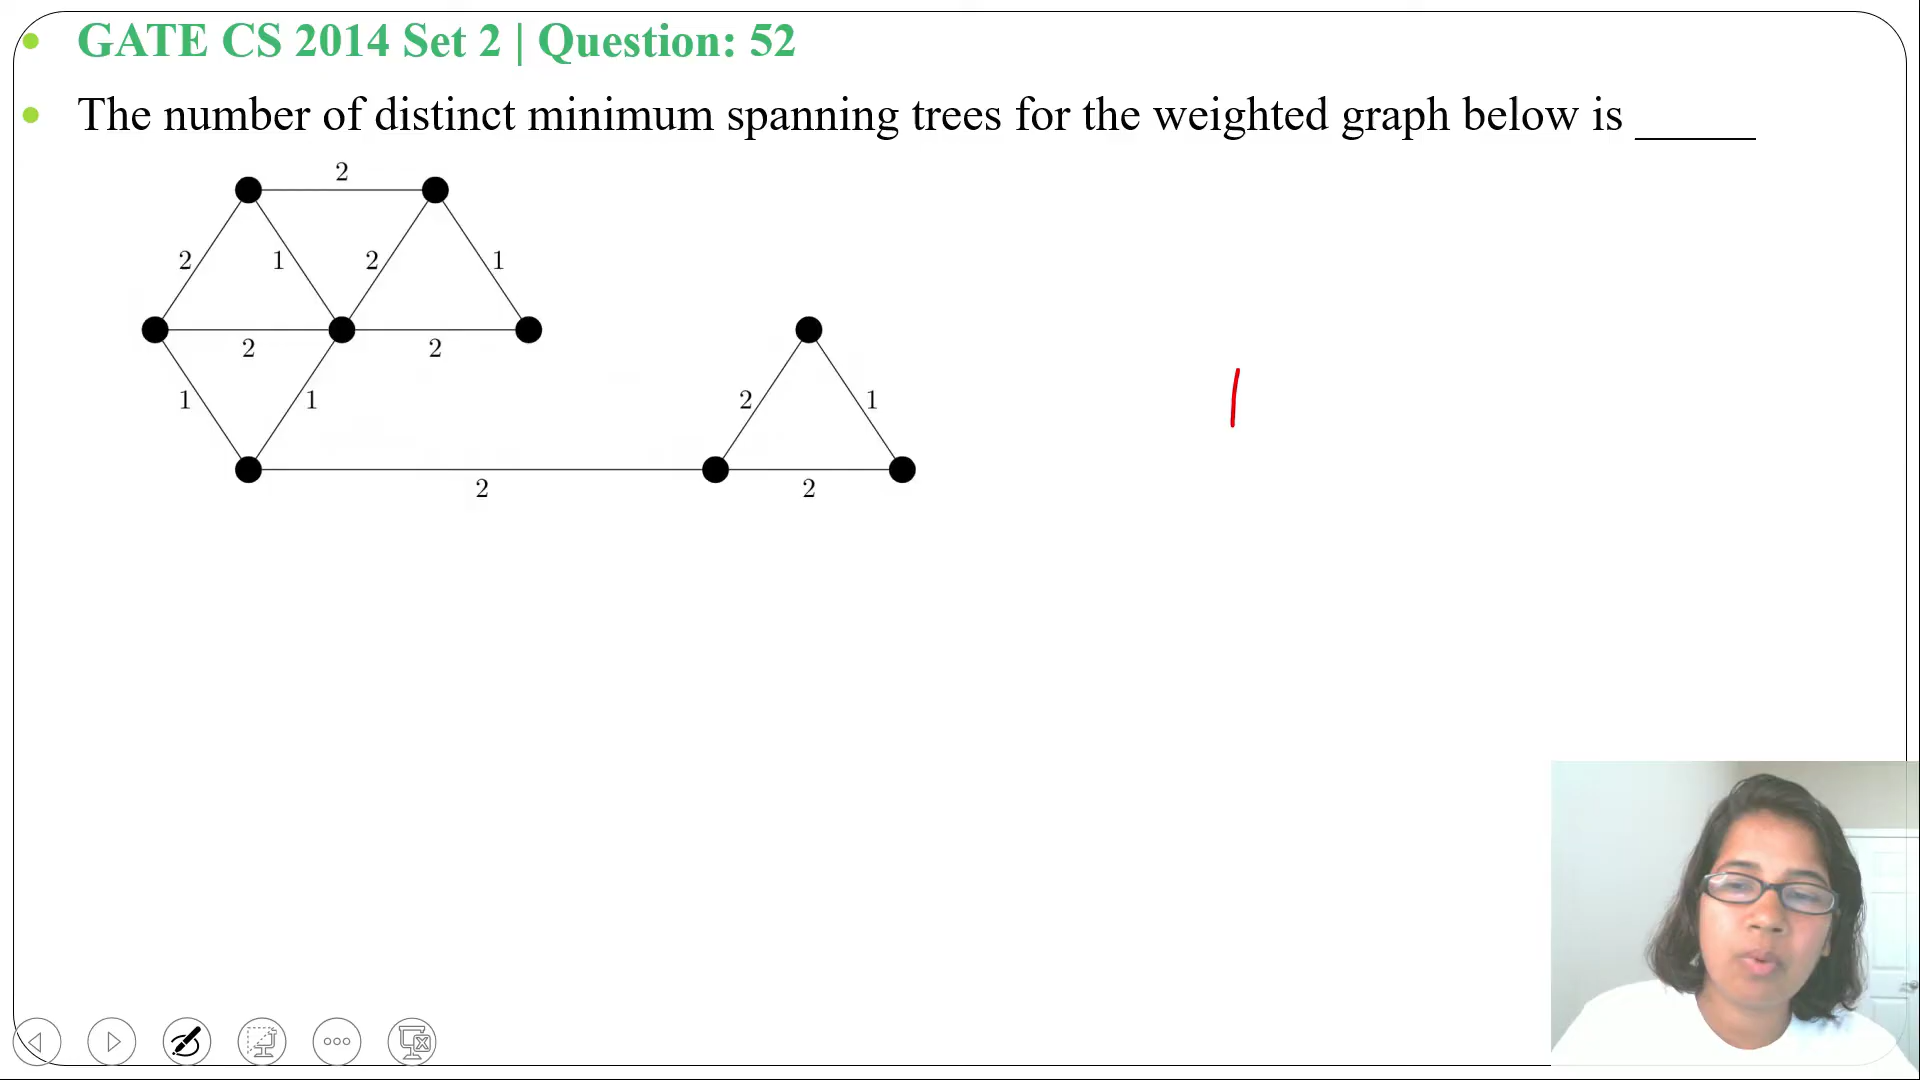 GATE CS 2014 Set 2 | Question: 52
The number of distinct minimum spanning trees for the weighted graph below is _____
2
2 1 2 1
2 2
1 1
2 1
2 2